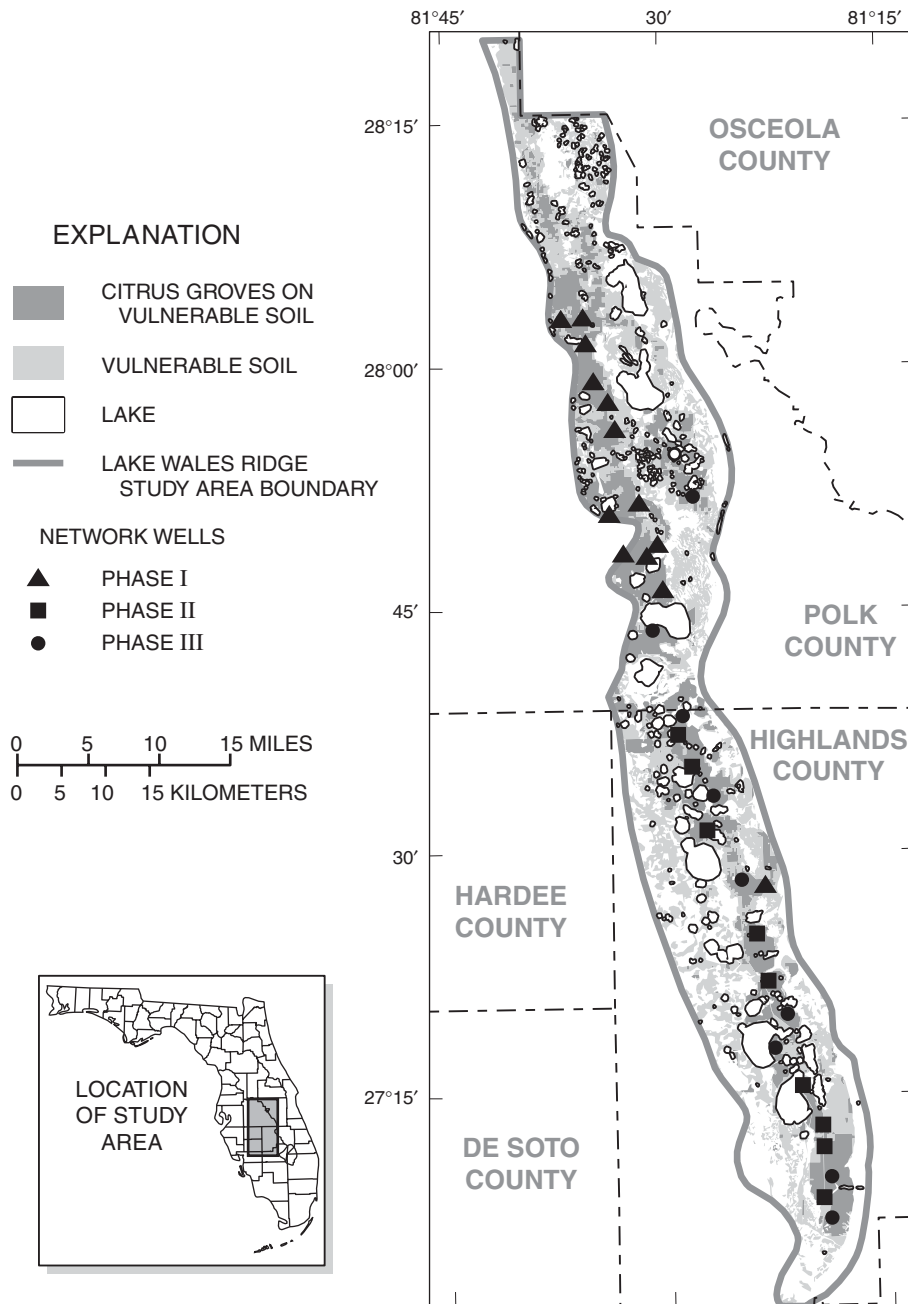 81°45′
30′
81°15′
28°15′
OSCEOLA
COUNTY
EXPLANATION
CITRUS GROVES ON
VULNERABLE SOIL
VULNERABLE SOIL
LAKE
LAKE WALES RIDGE
STUDY AREA BOUNDARY
NETWORK WELLS
PHASE I
PHASE II
PHASE III
0 5 10 15 MILES
0 5 10 15 KILOMETERS
28°00′
45′
POLK
COUNTY
HIGHLANDS
COUNTY
30′
HARDEE
COUNTY
27°15′
DE SOTO
COUNTY
LOCATION
OF STUDY
AREA